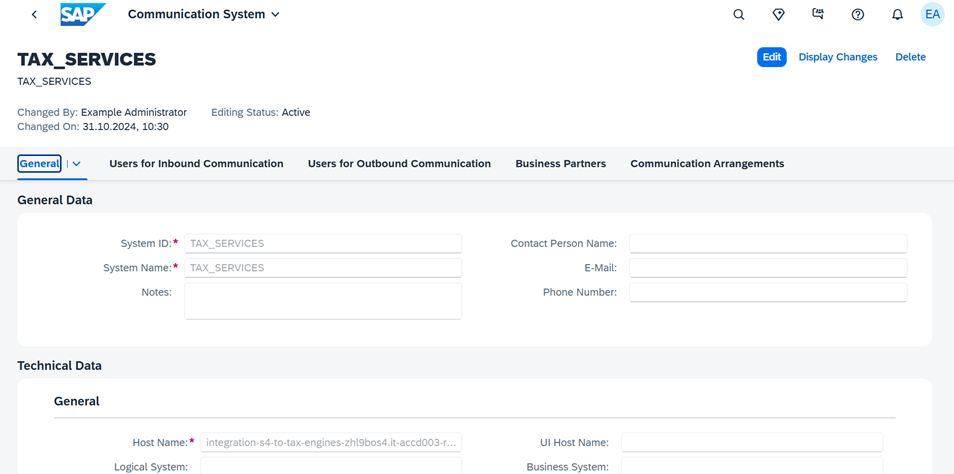 SAP Communication System
EA
TAX_SERVICES
Edit Display Changes Delete
TAX_SERVICES
Changed By: Example Administrator Editing Status: Active
Changed On: 31.10.2024, 10:30
General Users for Inbound Communication Users for Outbound Communication Business Partners Communication Arrangements
General Data
System ID:* TAX_SERVICES Contact Person Name:
System Name:* TAX_SERVICES E-Mail:
Notes: Phone Number:
Technical Data
General
Host Name:* integration-s4-to-tax-engines-zhl9bos4.it-accd003-r... UI Host Name:
Logical System: Business System: